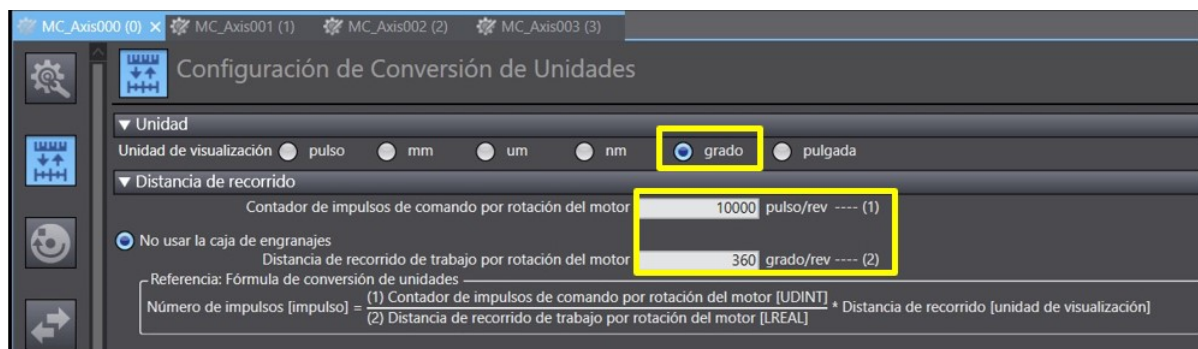 MC_Axis000 (0) MC_Axis001 (1) MC_Axis002 (2) MC_Axis003 (3)
Configuración de Conversión de Unidades
▼ Unidad
Unidad de visualización pulso mm um nm grado pulgada
▼ Distancia de recorrido
Contador de impulsos de comando por rotación del motor 10000 pulso/rev ---- (1)
No usar la caja de engranajes
Distancia de recorrido de trabajo por rotación del motor 360 grado/rev ---- (2)
Referencia: Fórmula de conversión de unidades
(1) Contador de impulsos de comando por rotación del motor [UDINT]
Número de impulsos [impulso] = * Distancia de recorrido [unidad de visualización]
(2) Distancia de recorrido de trabajo por rotación del motor [LREAL]